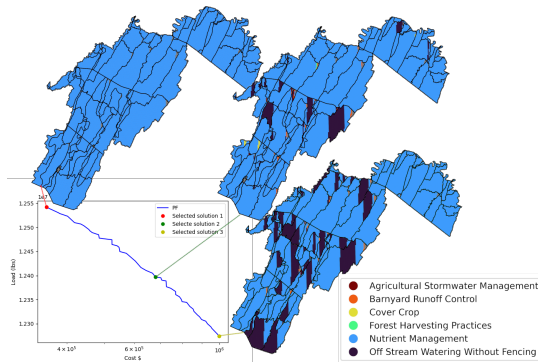 1e7
1.255
1.250
1.245
1.240
1.235
1.230
Load (lbs)
PF
Selected solution 1
Selecte solution 2
Selected solution 3
4 × 10⁵
6 × 10⁵
10⁶
Cost $
Agricultural Stormwater Management
Barnyard Runoff Control
Cover Crop
Forest Harvesting Practices
Nutrient Management
Off Stream Watering Without Fencing